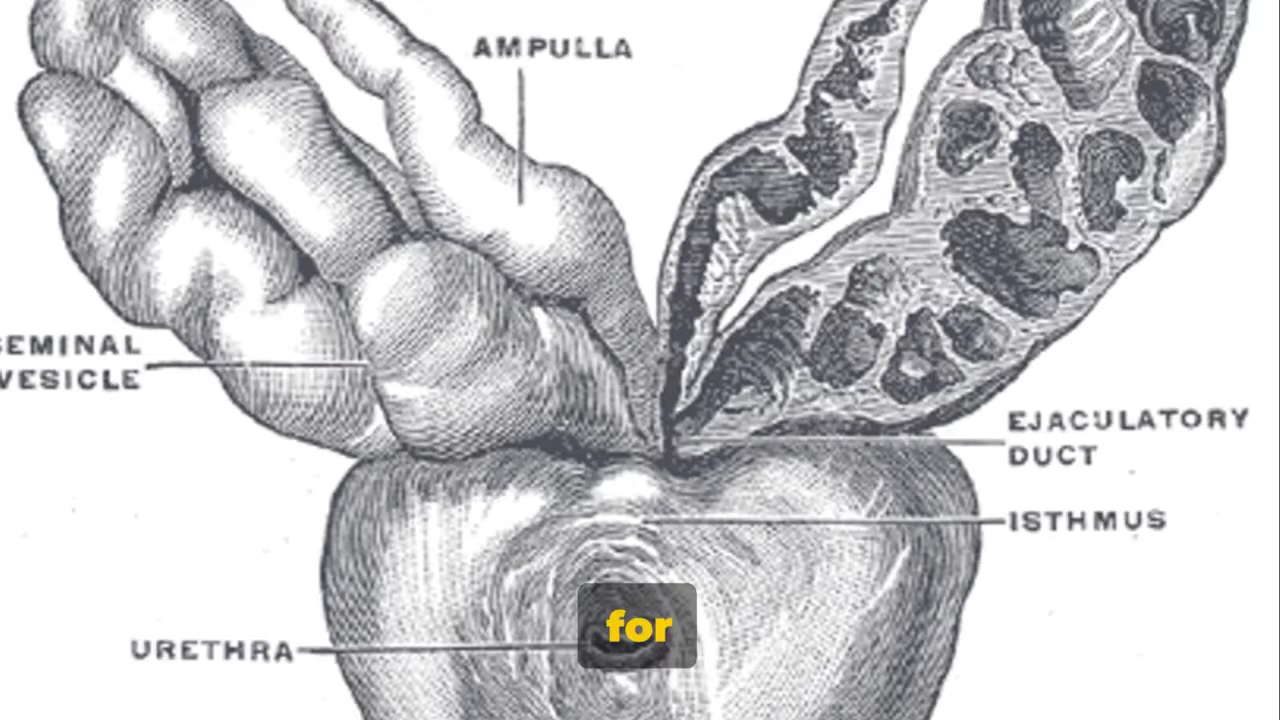 AMPULLA
SEMINAL
VESICLE
EJACULATORY
DUCT
ISTHMUS
for
URETHRA